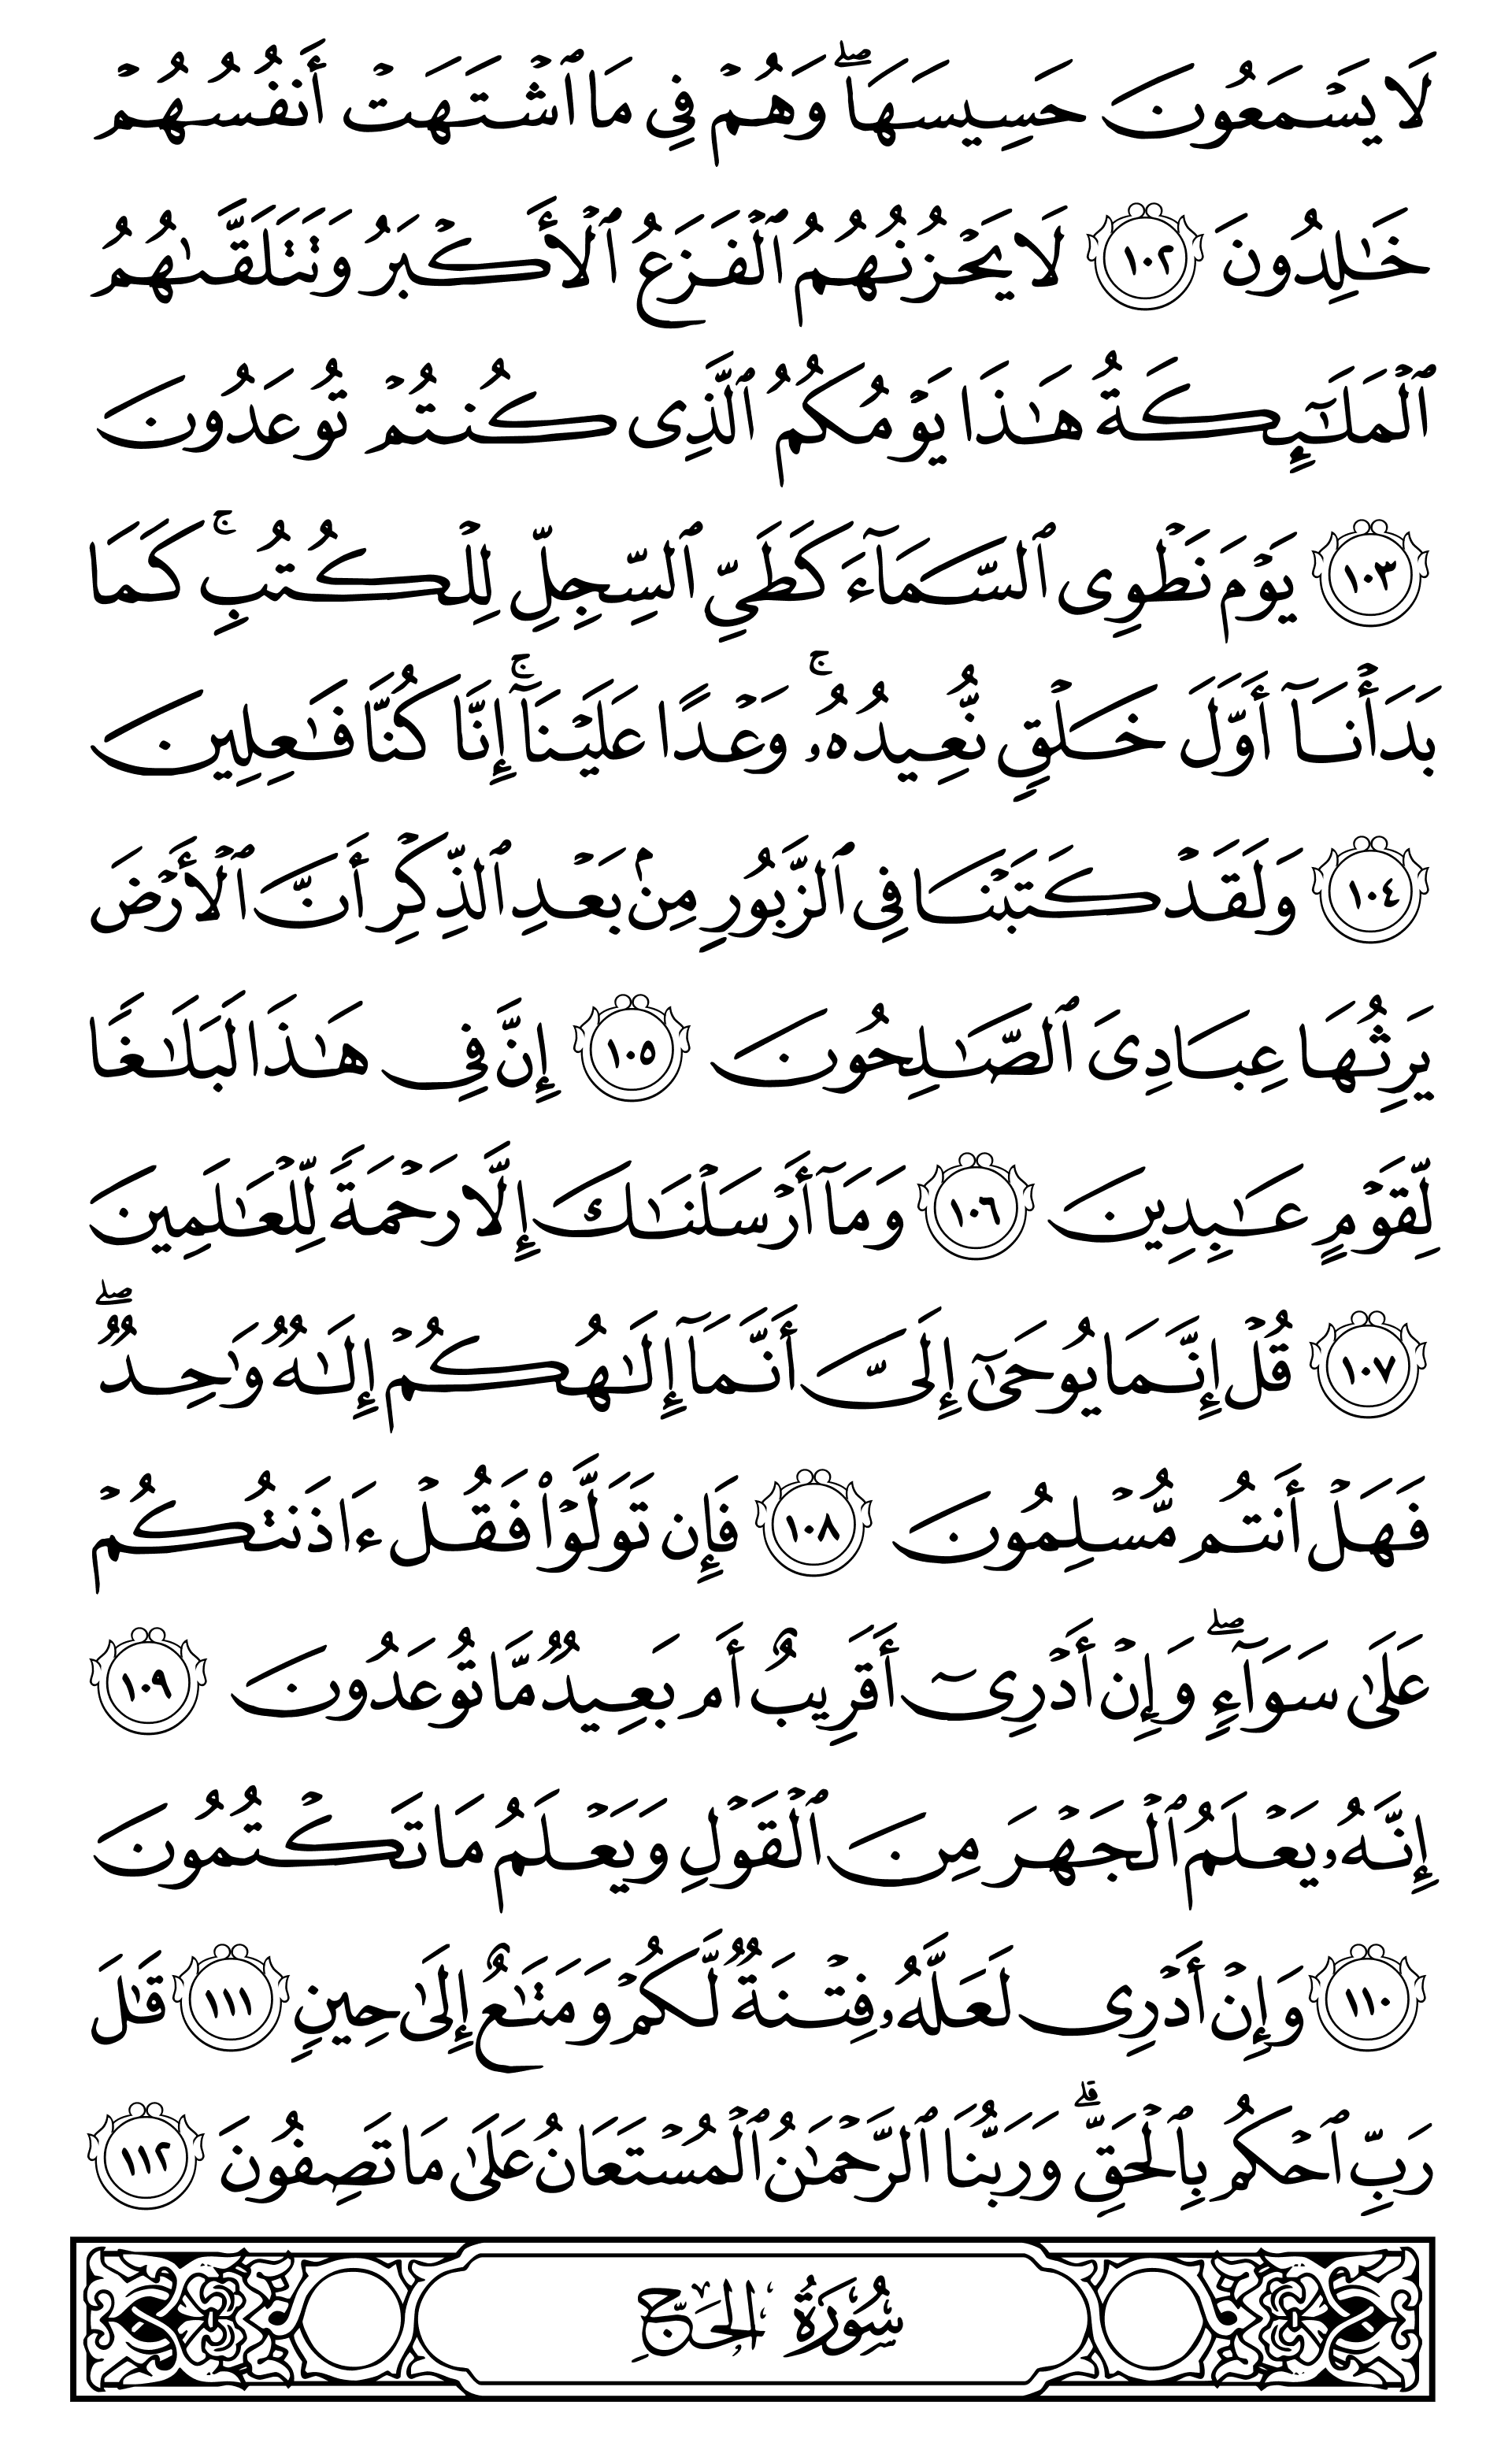 لَا يَسْمَعُونَ حَسِيسَهَا ۖ وَهُمْ فِي مَا ٱشْتَهَتْ أَنفُسُهُمْ
خَـٰلِدُونَ ١٠٢ لَا يَحْزُنُهُمُ ٱلْفَزَعُ ٱلْأَكْبَرُ وَتَتَلَقَّىٰهُمُ
ٱلْمَلَـٰٓئِكَةُ هَـٰذَا يَوْمُكُمُ ٱلَّذِى كُنتُمْ تُوعَدُونَ
١٠٣ يَوْمَ نَطْوِى ٱلسَّمَآءَ كَطَىِّ ٱلسِّجِلِّ لِلْكُتُبِ ۚ كَمَا
بَدَأْنَآ أَوَّلَ خَلْقٍ نُّعِيدُهُۥ ۚ وَعْدًا عَلَيْنَآ ۚ إِنَّا كُنَّا فَـٰعِلِينَ
١٠٤ وَلَقَدْ كَتَبْنَا فِى ٱلزَّبُورِ مِنۢ بَعْدِ ٱلذِّكْرِ أَنَّ ٱلْأَرْضَ
يَرِثُهَا عِبَادِىَ ٱلصَّـٰلِحُونَ ١٠٥ إِنَّ فِى هَـٰذَا لَبَلَـٰغًا
لِّقَوْمٍ عَـٰبِدِينَ ١٠٦ وَمَآ أَرْسَلْنَـٰكَ إِلَّا رَحْمَةً لِّلْعَـٰلَمِينَ
١٠٧ قُلْ إِنَّمَا يُوحَىٰٓ إِلَىَّ أَنَّمَآ إِلَـٰهُكُمْ إِلَـٰهٌ وَٰحِدٌ ۖ
فَهَلْ أَنتُم مُّسْلِمُونَ ١٠٨ فَإِن تَوَلَّوْا۟ فَقُلْ ءَاذَنتُكُمْ
عَلَىٰ سَوَآءٍ ۖ وَإِنْ أَدْرِىٓ أَقَرِيبٌ أَم بَعِيدٌ مَّا تُوعَدُونَ ١٠٩
إِنَّهُۥ يَعْلَمُ ٱلْجَهْرَ مِنَ ٱلْقَوْلِ وَيَعْلَمُ مَا تَكْتُمُونَ
١١٠ وَإِنْ أَدْرِى لَعَلَّهُۥ فِتْنَةٌ لَّكُمْ وَمَتَـٰعٌ إِلَىٰ حِينٍ ١١١ قَـٰلَ
رَبِّ ٱحْكُم بِٱلْحَقِّ ۗ وَرَبُّنَا ٱلرَّحْمَـٰنُ ٱلْمُسْتَعَانُ عَلَىٰ مَا تَصِفُونَ ١١٢
سُورَةُ الحَجِّ